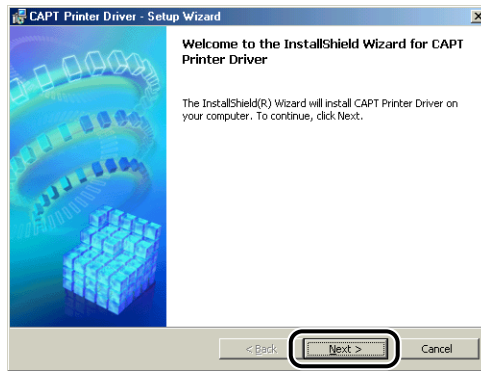 CAPT Printer Driver - Setup Wizard
Welcome to the InstallShield Wizard for CAPT
Printer Driver
The InstallShield(R) Wizard will install CAPT Printer Driver on
your computer. To continue, click Next.
< Back
Next >
Cancel